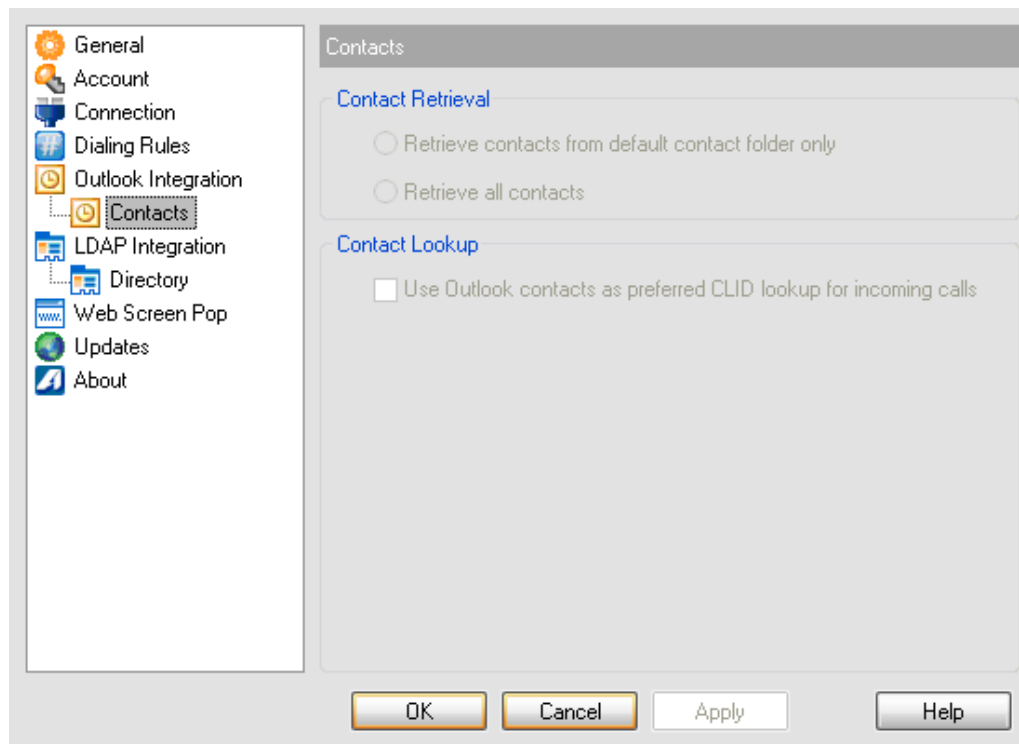 General
Account
Connection
Dialing Rules
Outlook Integration
Contacts
LDAP Integration
Directory
Web Screen Pop
Updates
About
Contacts
Contact Retrieval
Retrieve contacts from default contact folder only
Retrieve all contacts
Contact Lookup
Use Outlook contacts as preferred CLID lookup for incoming calls
OK Cancel Apply Help